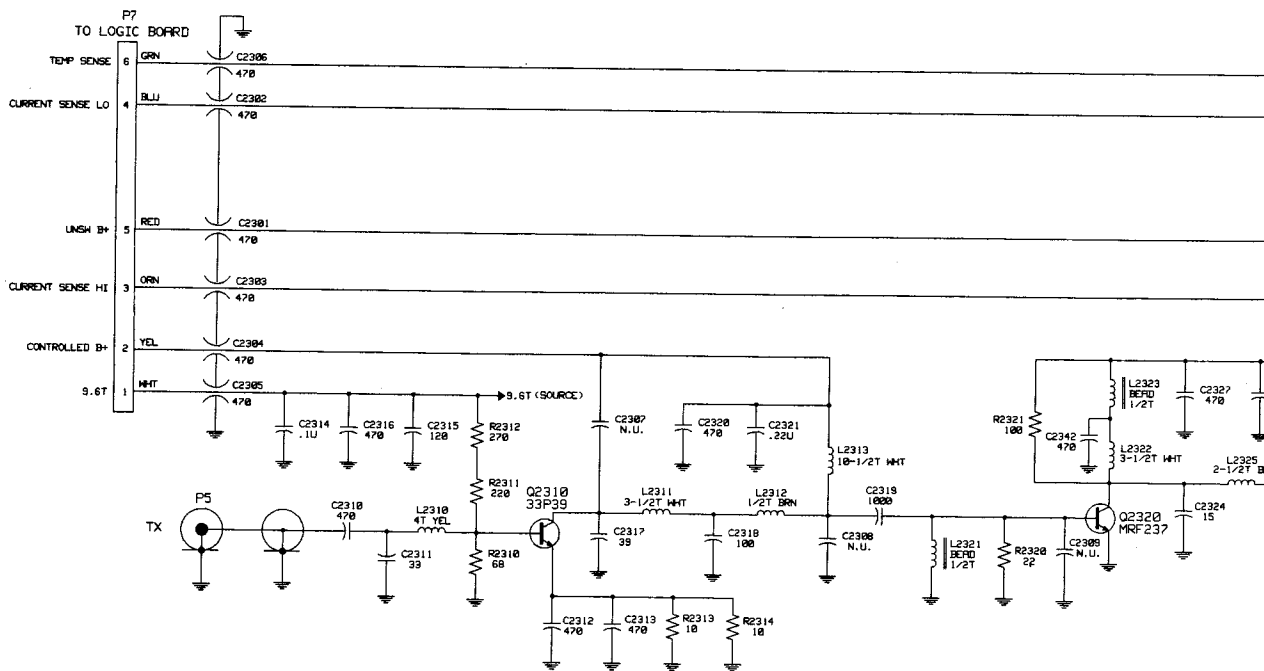 P7
TO LOGIC BOARD
TEMP SENSE 6 GRN
C2306
470
CURRENT SENSE LO 4 BLU
C2302
470
UNSW B+ 5 RED
C2301
470
CURRENT SENSE HI 3 ORN
C2303
470
CONTROLLED B+ 2 YEL
C2304
470
9.6T 1 WHT
C2305
470
9.6T (SOURCE)
C2314
.1U
C2316
470
C2315
120
R2312
270
R2311
220
C2307
N.U.
C2320
470
C2321
.22U
L2313
10-1/2T WHT
R2321
100
L2323
BEAD
1/2T
C2327
470
C2342
470
L2322
3-1/2T WHT
L2325
2-1/2T B
P5
TX
C2310
470
L2310
4T YEL
C2311
33
R2310
68
Q2310
33P39
L2311
3-1/2T WHT
L2312
1/2T BRN
C2317
39
C2318
100
C2308
N.U.
C2319
1000
L2321
BEAD
1/2T
R2320
22
C2309
N.U.
Q2320
MRF237
C2324
15
C2312
470
C2313
470
R2313
10
R2314
10